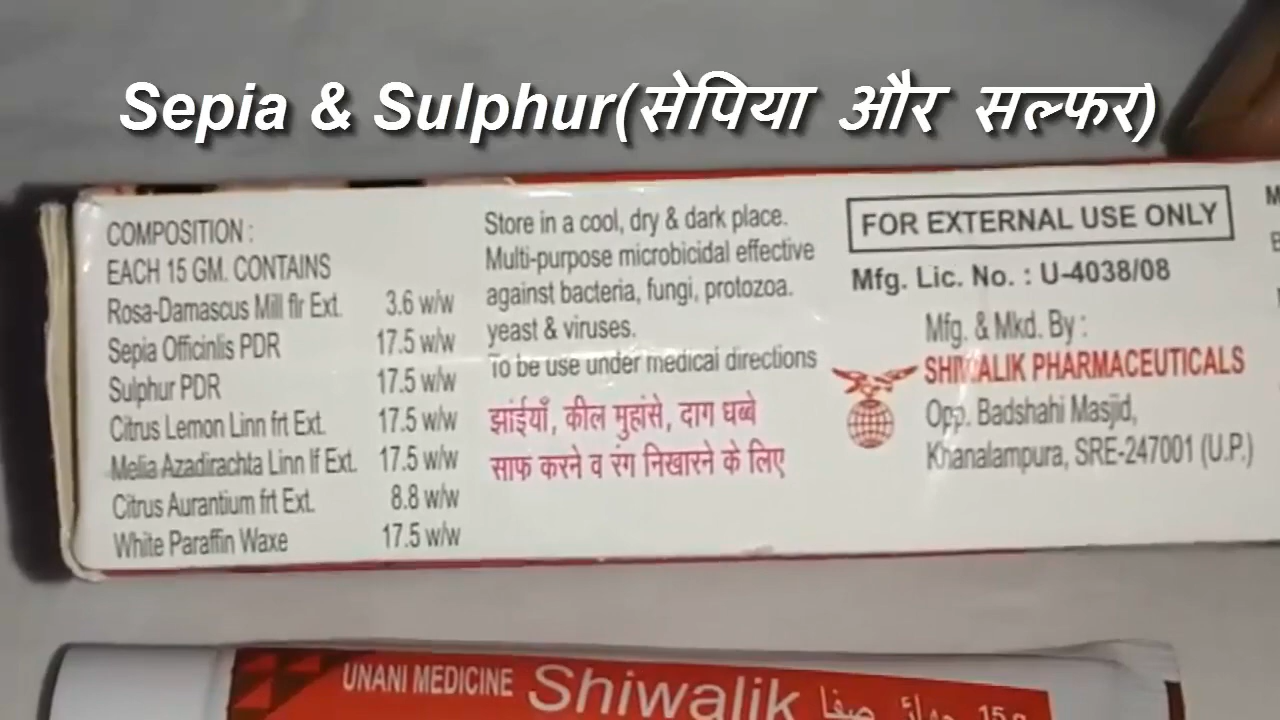 Sepia & Sulphur(सेपिया और सल्फर)
COMPOSITION :
EACH 15 GM. CONTAINS
Rosa-Damascus Mill flr Ext. 3.6 w/w
Sepia Officinlis PDR 17.5 w/w
Sulphur PDR 17.5 w/w
Citrus Lemon Linn frt Ext. 17.5 w/w
Melia Azadirachta Linn lf Ext. 17.5 w/w
Citrus Aurantium frt Ext. 8.8 w/w
White Paraffin Waxe 17.5 w/w
Store in a cool, dry & dark place.
Multi-purpose microbicidal effective
against bacteria, fungi, protozoa.
yeast & viruses.
To be use under medical directions
झांईयाँ, कील मुहांसे, दाग धब्बे
साफ करने व रंग निखारने के लिए
FOR EXTERNAL USE ONLY
Mfg. Lic. No. : U-4038/08
Mfg. & Mkd. By :
SHIWALIK PHARMACEUTICALS
Opp. Badshahi Masjid,
Khanalampura, SRE-247001 (U.P.)
UNANI MEDICINE Shiwalik صفا 15 g